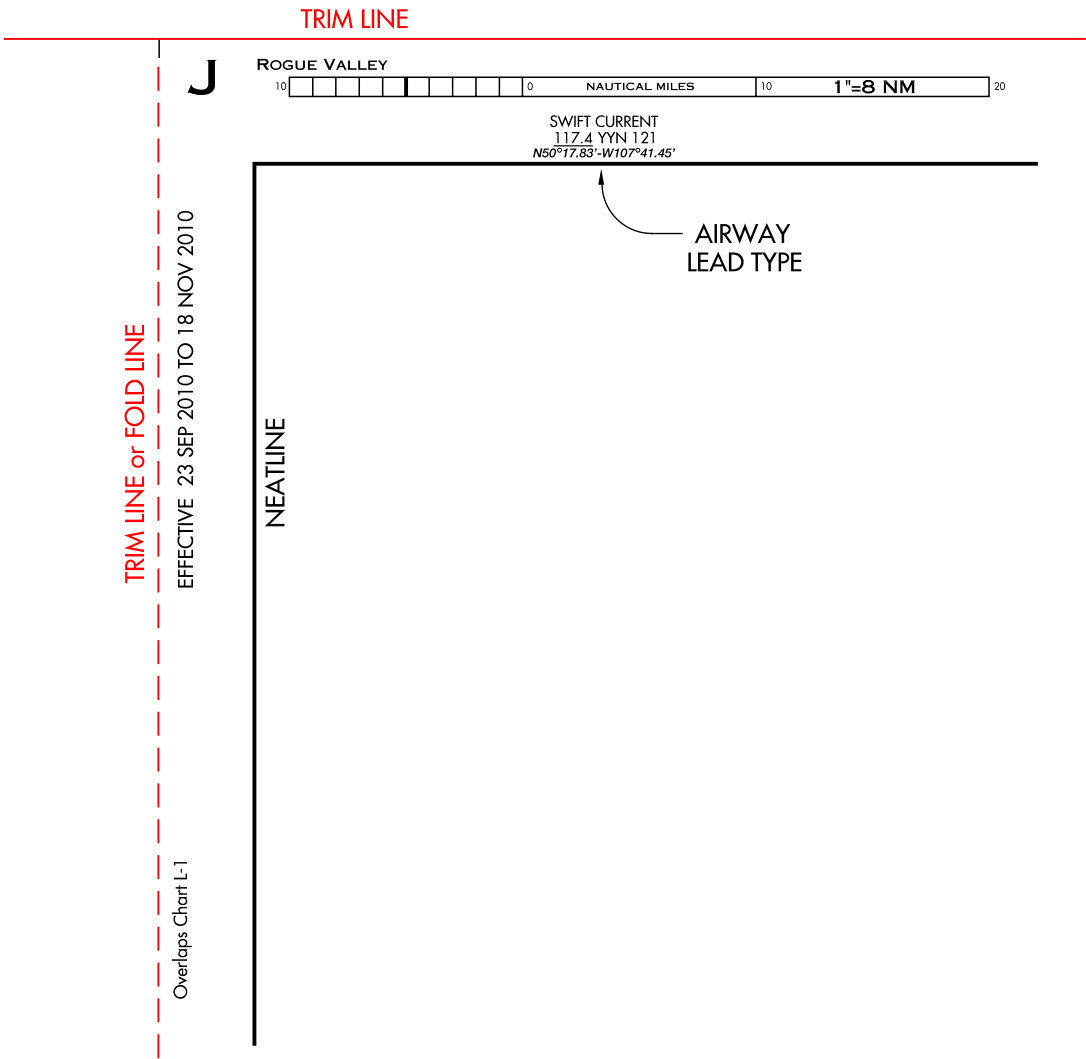 TRIM LINE
J
ROGUE VALLEY
10 0 NAUTICAL MILES 10 1"=8 NM 20
SWIFT CURRENT
117.4 YYN 121
N50°17.83'-W107°41.45'
AIRWAY
LEAD TYPE
TRIM LINE or FOLD LINE
EFFECTIVE 23 SEP 2010 TO 18 NOV 2010
NEATLINE
Overlaps Chart L-1